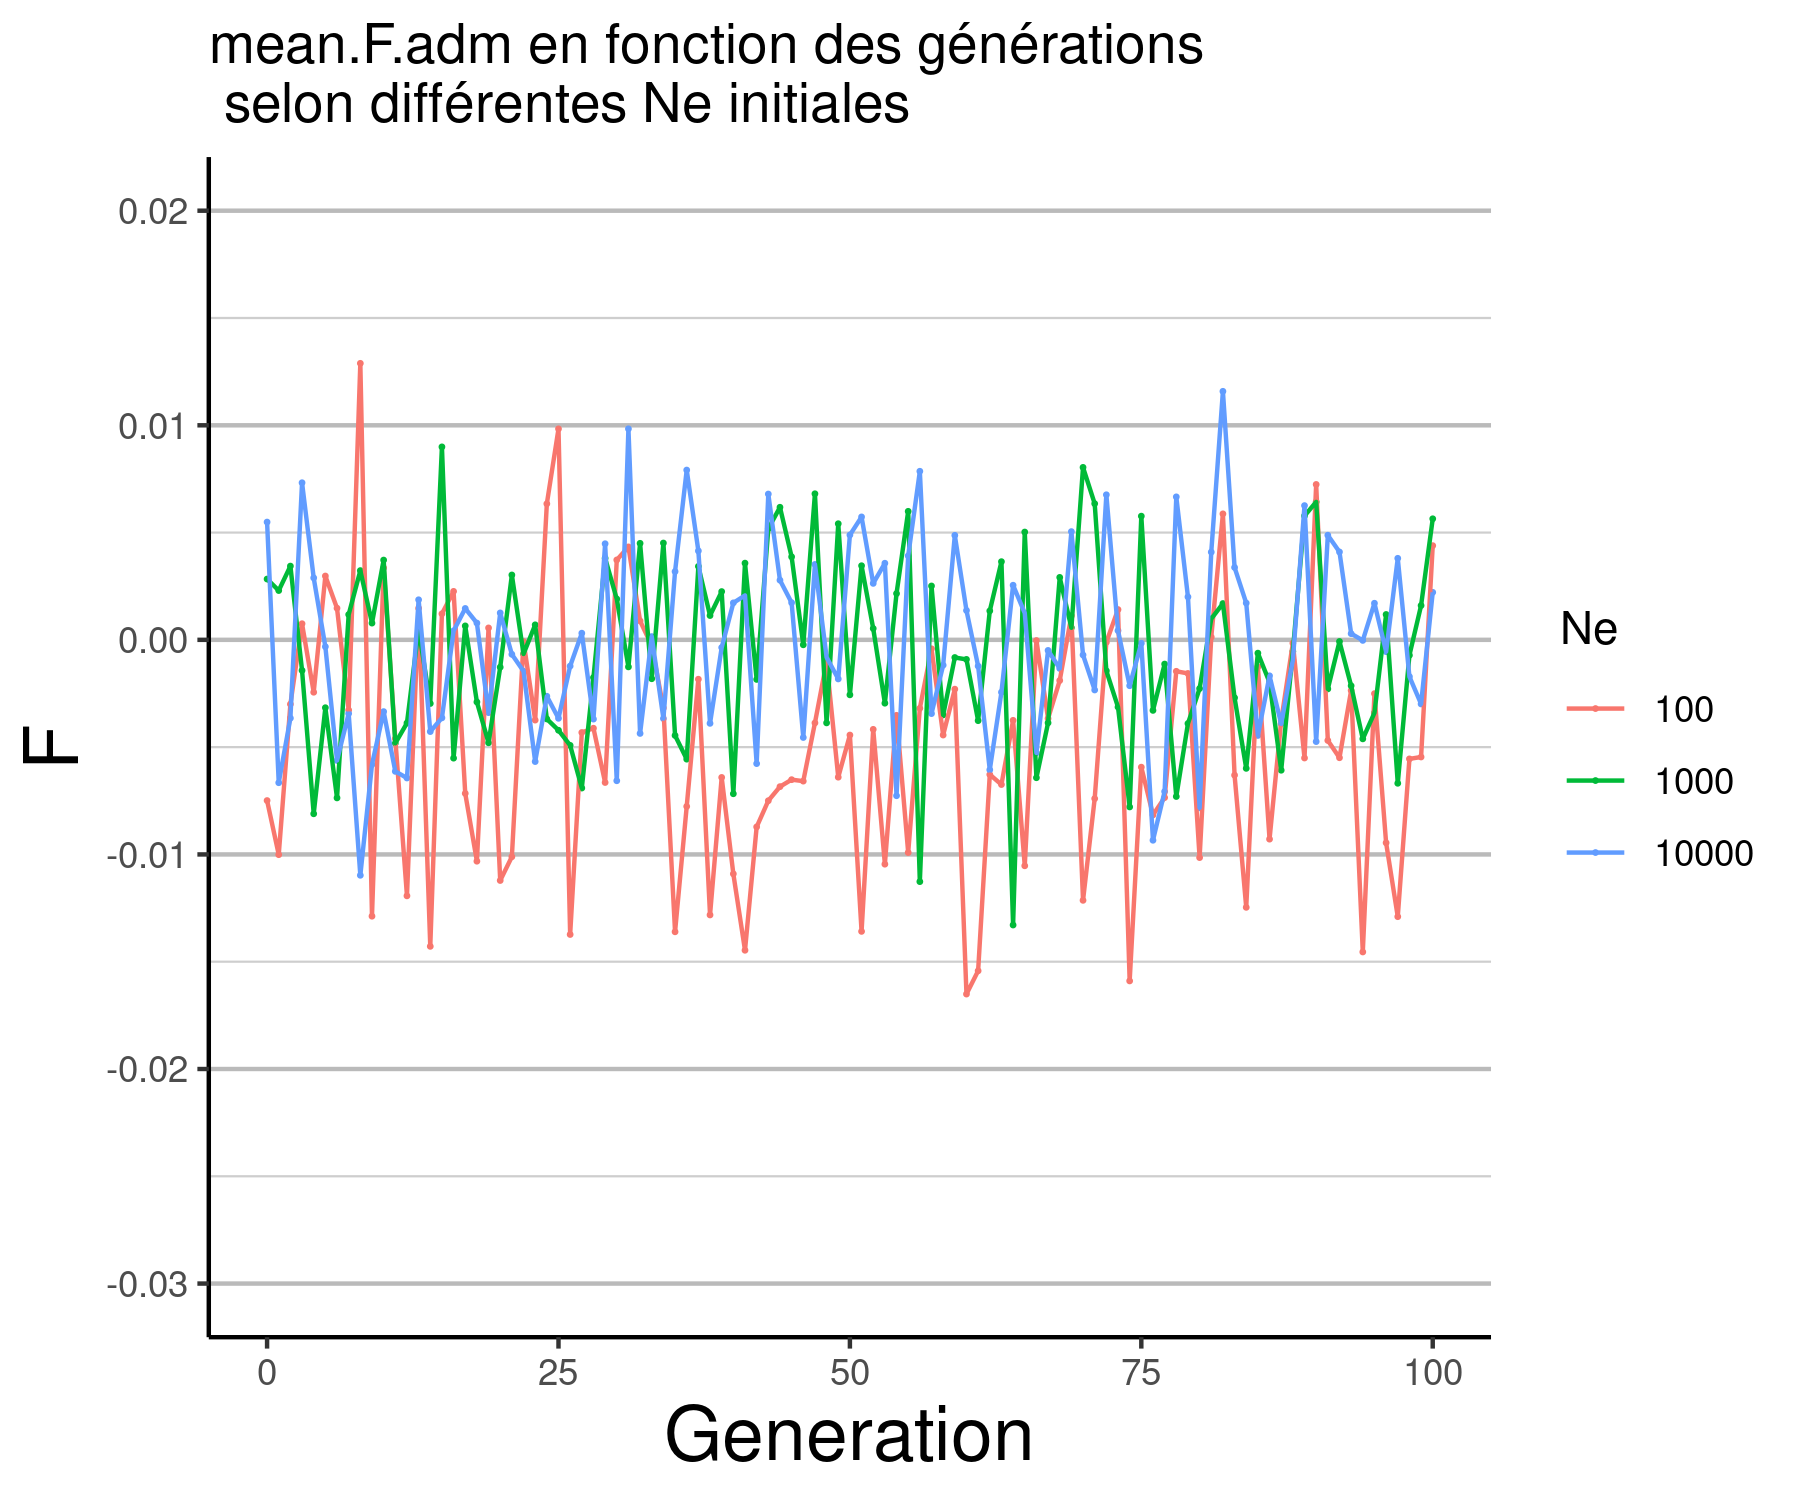 mean.F.adm en fonction des générations
selon différentes Ne initiales
F
0.02
0.01
0.00
-0.01
-0.02
-0.03
0
25
50
75
100
Generation
Ne
100
1000
10000